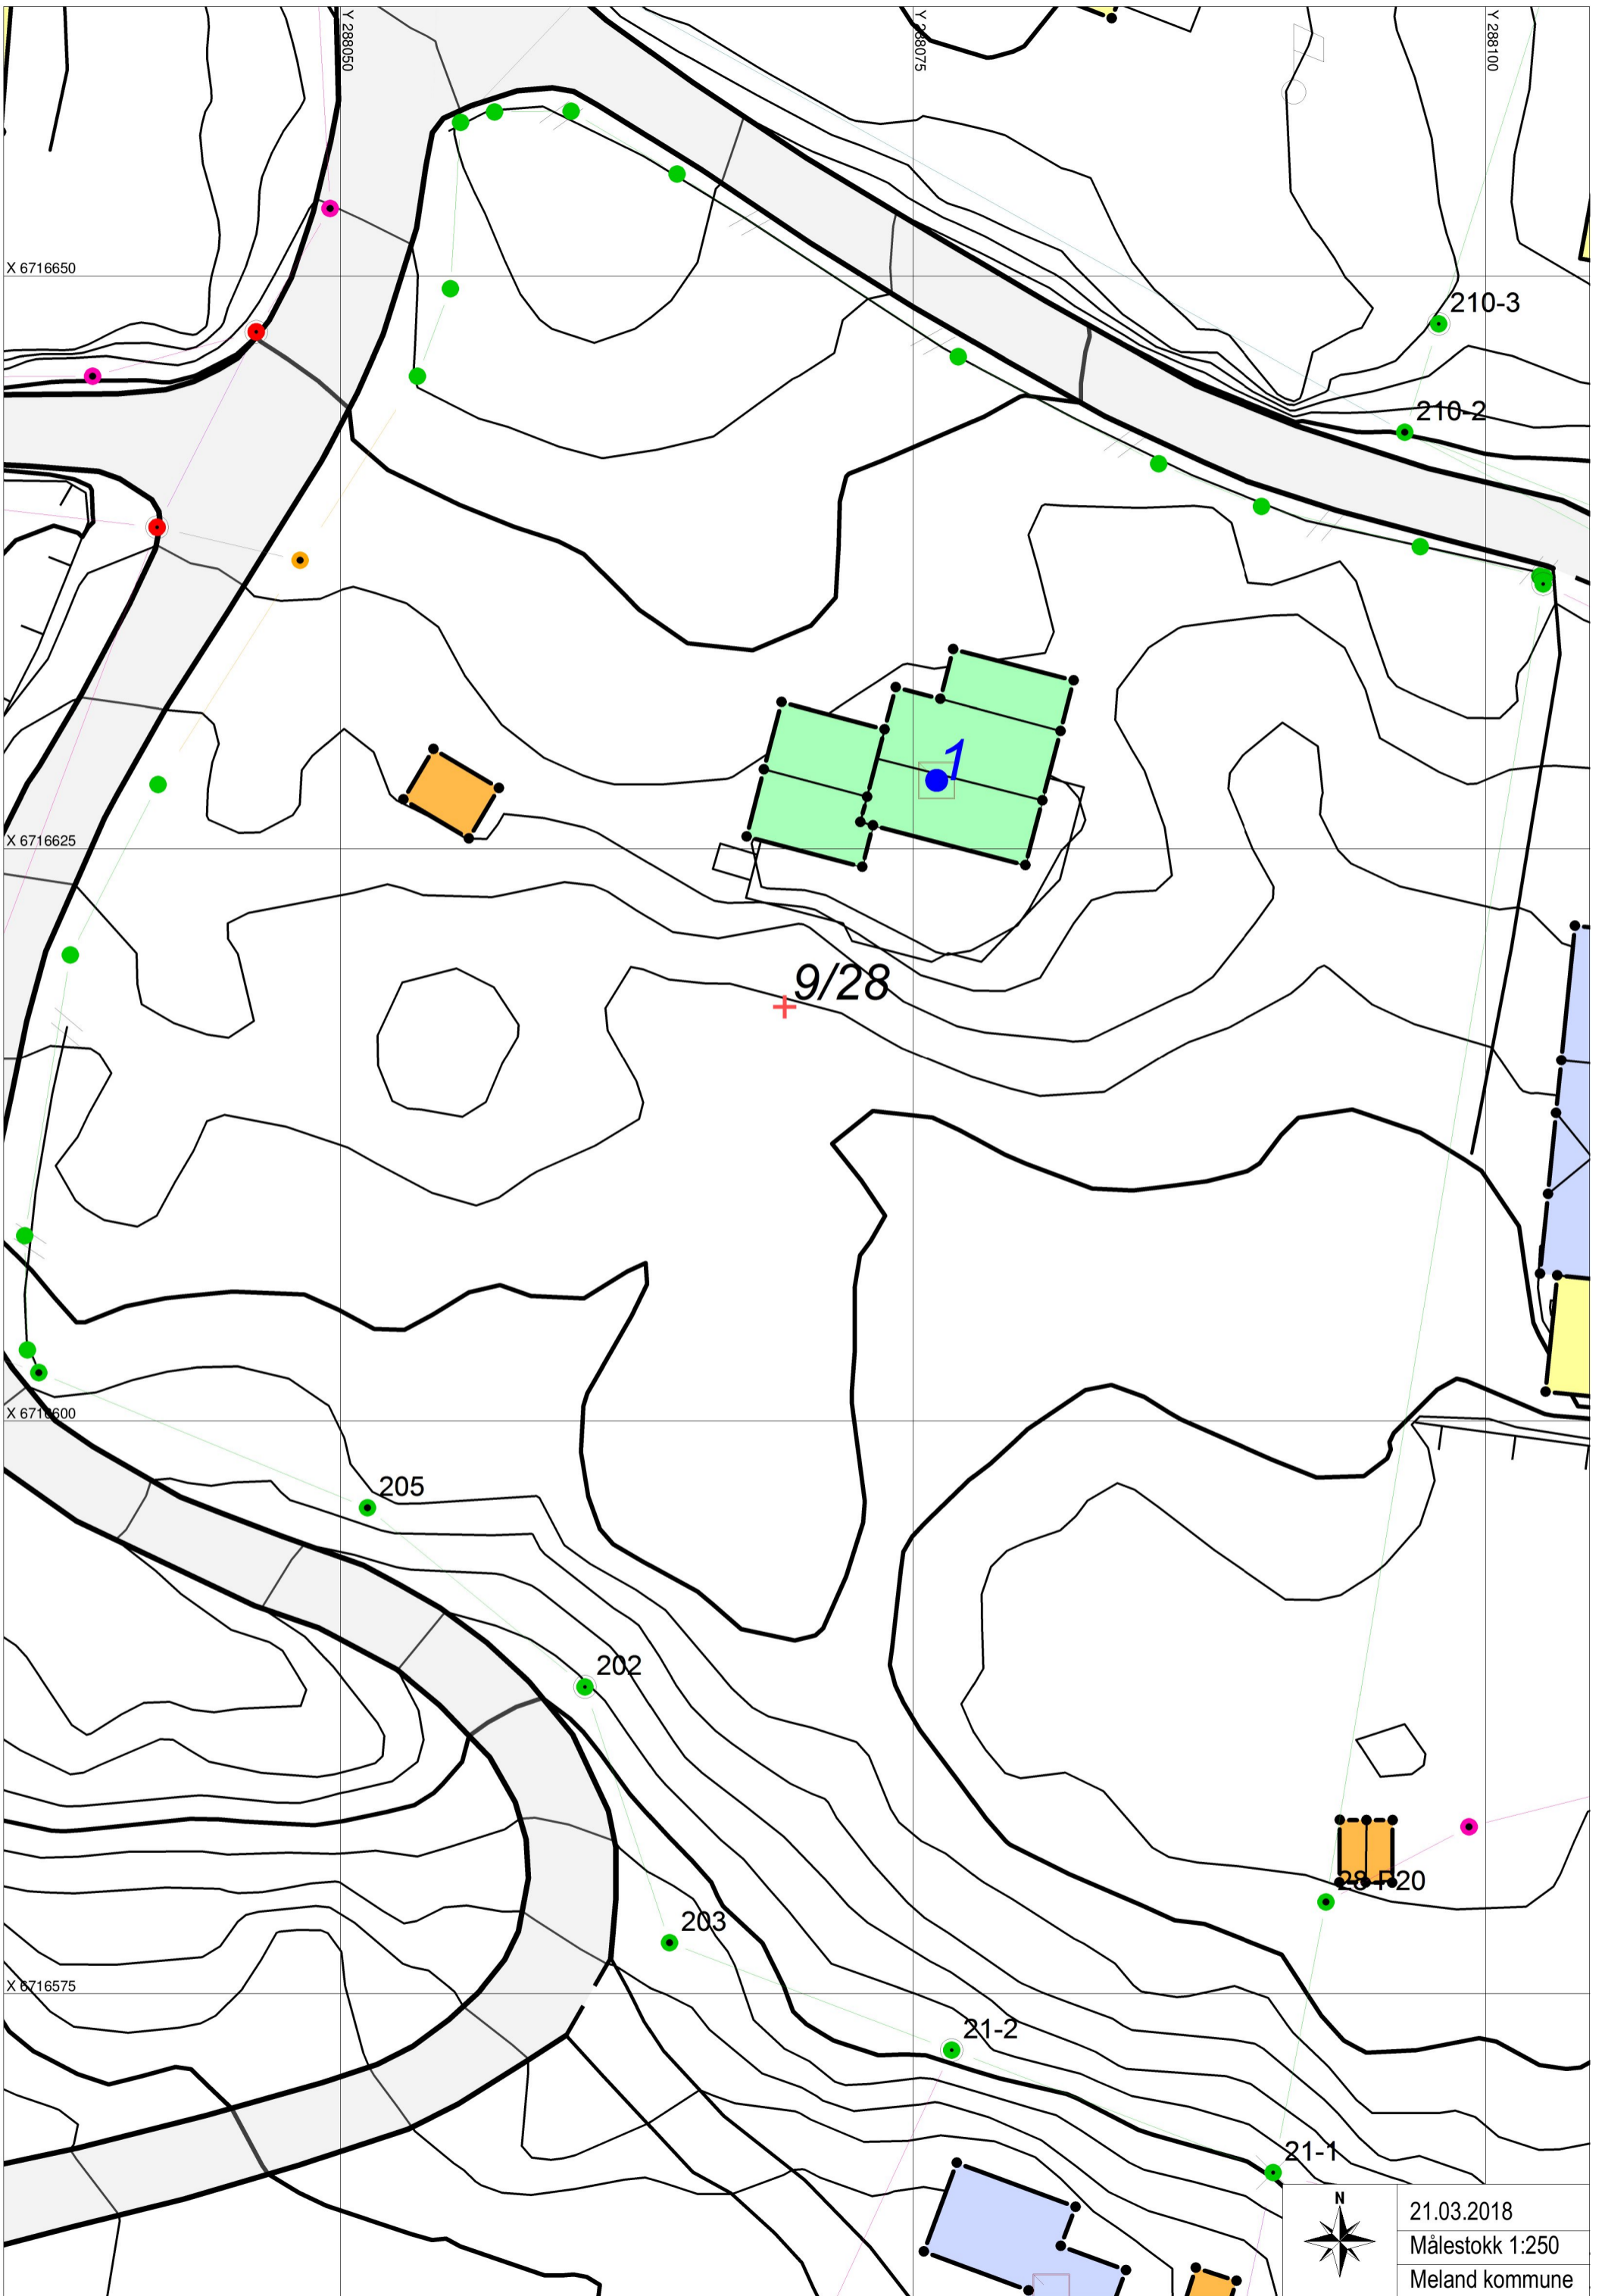 Y 288050
Y 288075
Y 288100
X 6716650
210-3
210-2
1
X 6716625
9/28
X 6716600
205
202
203
X 6716575
21-2
21-1
N
21.03.2018
Målestokk 1:250
Meland kommune